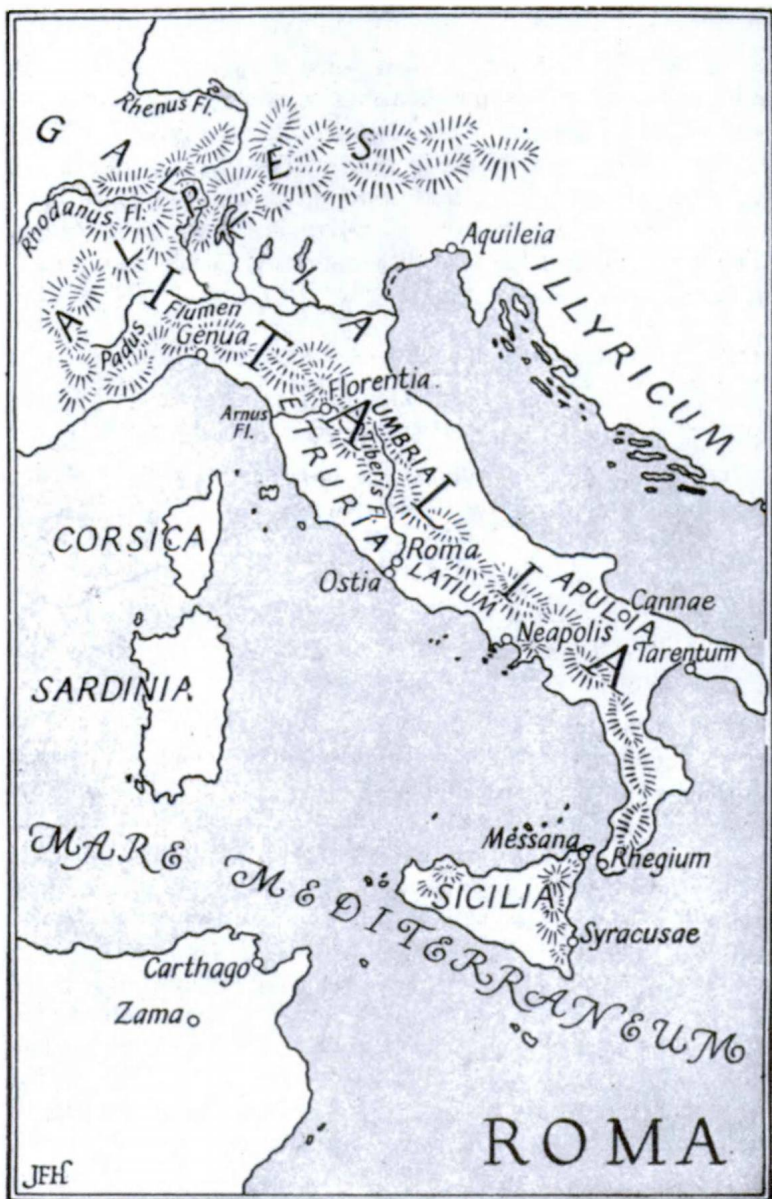 Rhenus Fl.
GALLIA
ALPES
Rhodanus Fl.
Aquileia
ILLYRICUM
Padus Flumen
Genua
ITALIA
Florentia
Arnus
Fl.
ETRURIA
UMBRIA
Tiberis Fl.
CORSICA
Roma
Ostia
LATIUM
APULIA
Cannae
Neapolis
Tarentum
SARDINIA
MARE MEDITERRANEUM
Messana
Rhegium
SICILIA
Syracusae
Carthago
Zama
ROMA
JFH